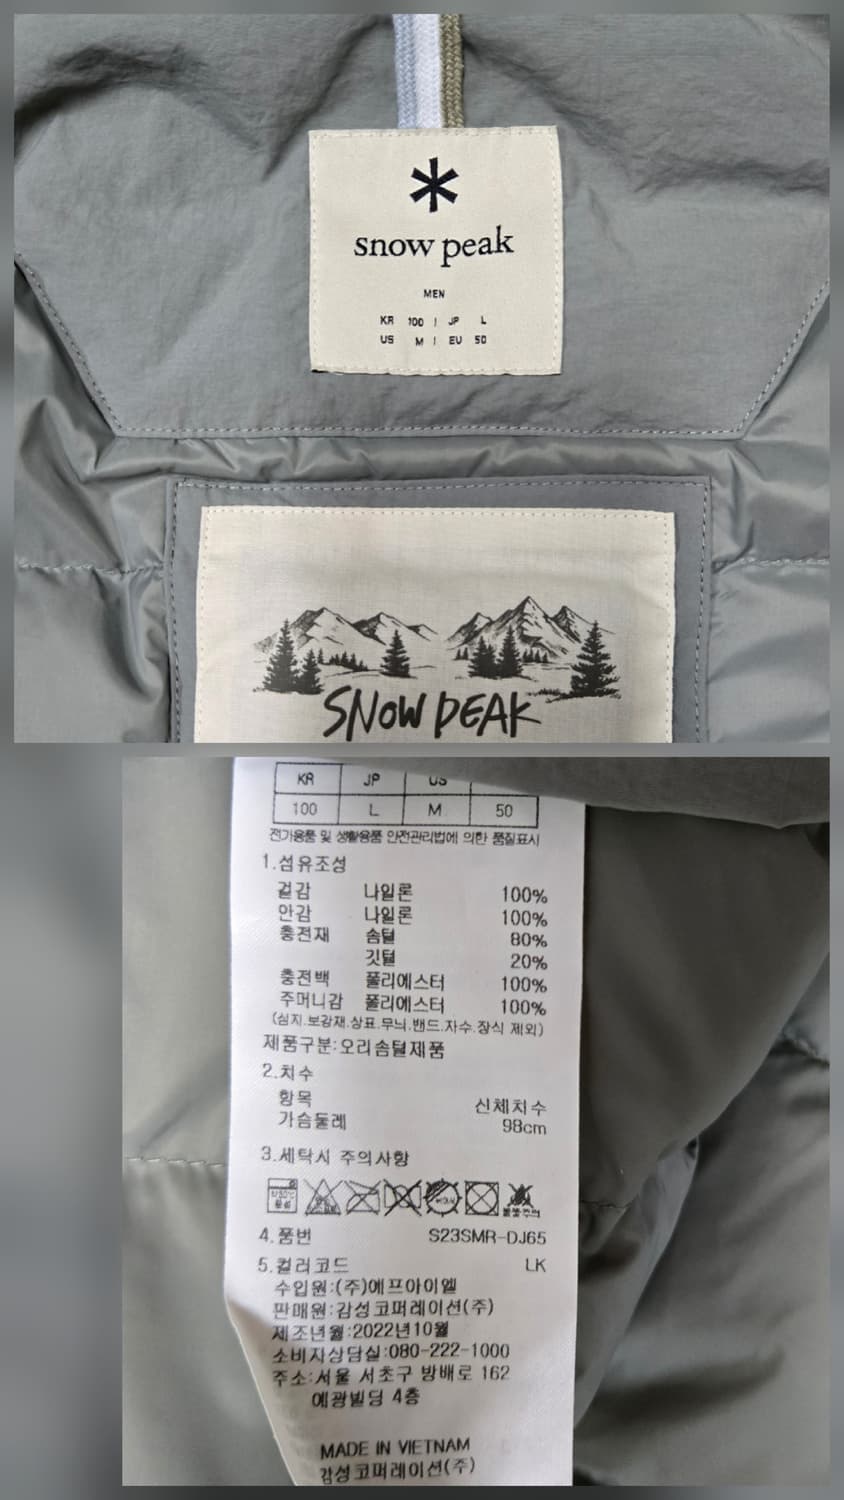 snow peak
MEN
KR 100 | JP L
US M | EU 50
SNOW PEAK
KR JP US
100 L M 50
전기용품 및 생활용품 안전관리법에 의한 품질표시
1.섬유조성
겉감 나일론 100%
안감 나일론 100%
충전재 솜털 80%
깃털 20%
충전백 폴리에스터 100%
주머니감 폴리에스터 100%
(심지.보강재.상표.무늬.밴드.자수.장식 제외)
제품구분:오리솜털제품
2.치수
항목 신체치수
가슴둘레 98cm
3.세탁시 주의사항
4.품번 S23SMR-DJ65
5.컬러코드 LK
수입원:(주)에프아이엘
판매원:감성코퍼레이션(주)
제조년월:2022년10월
소비자상담실:080-222-1000
주소:서울 서초구 방배로 162
예광빌딩 4층
MADE IN VIETNAM
감성코퍼레이션(주)